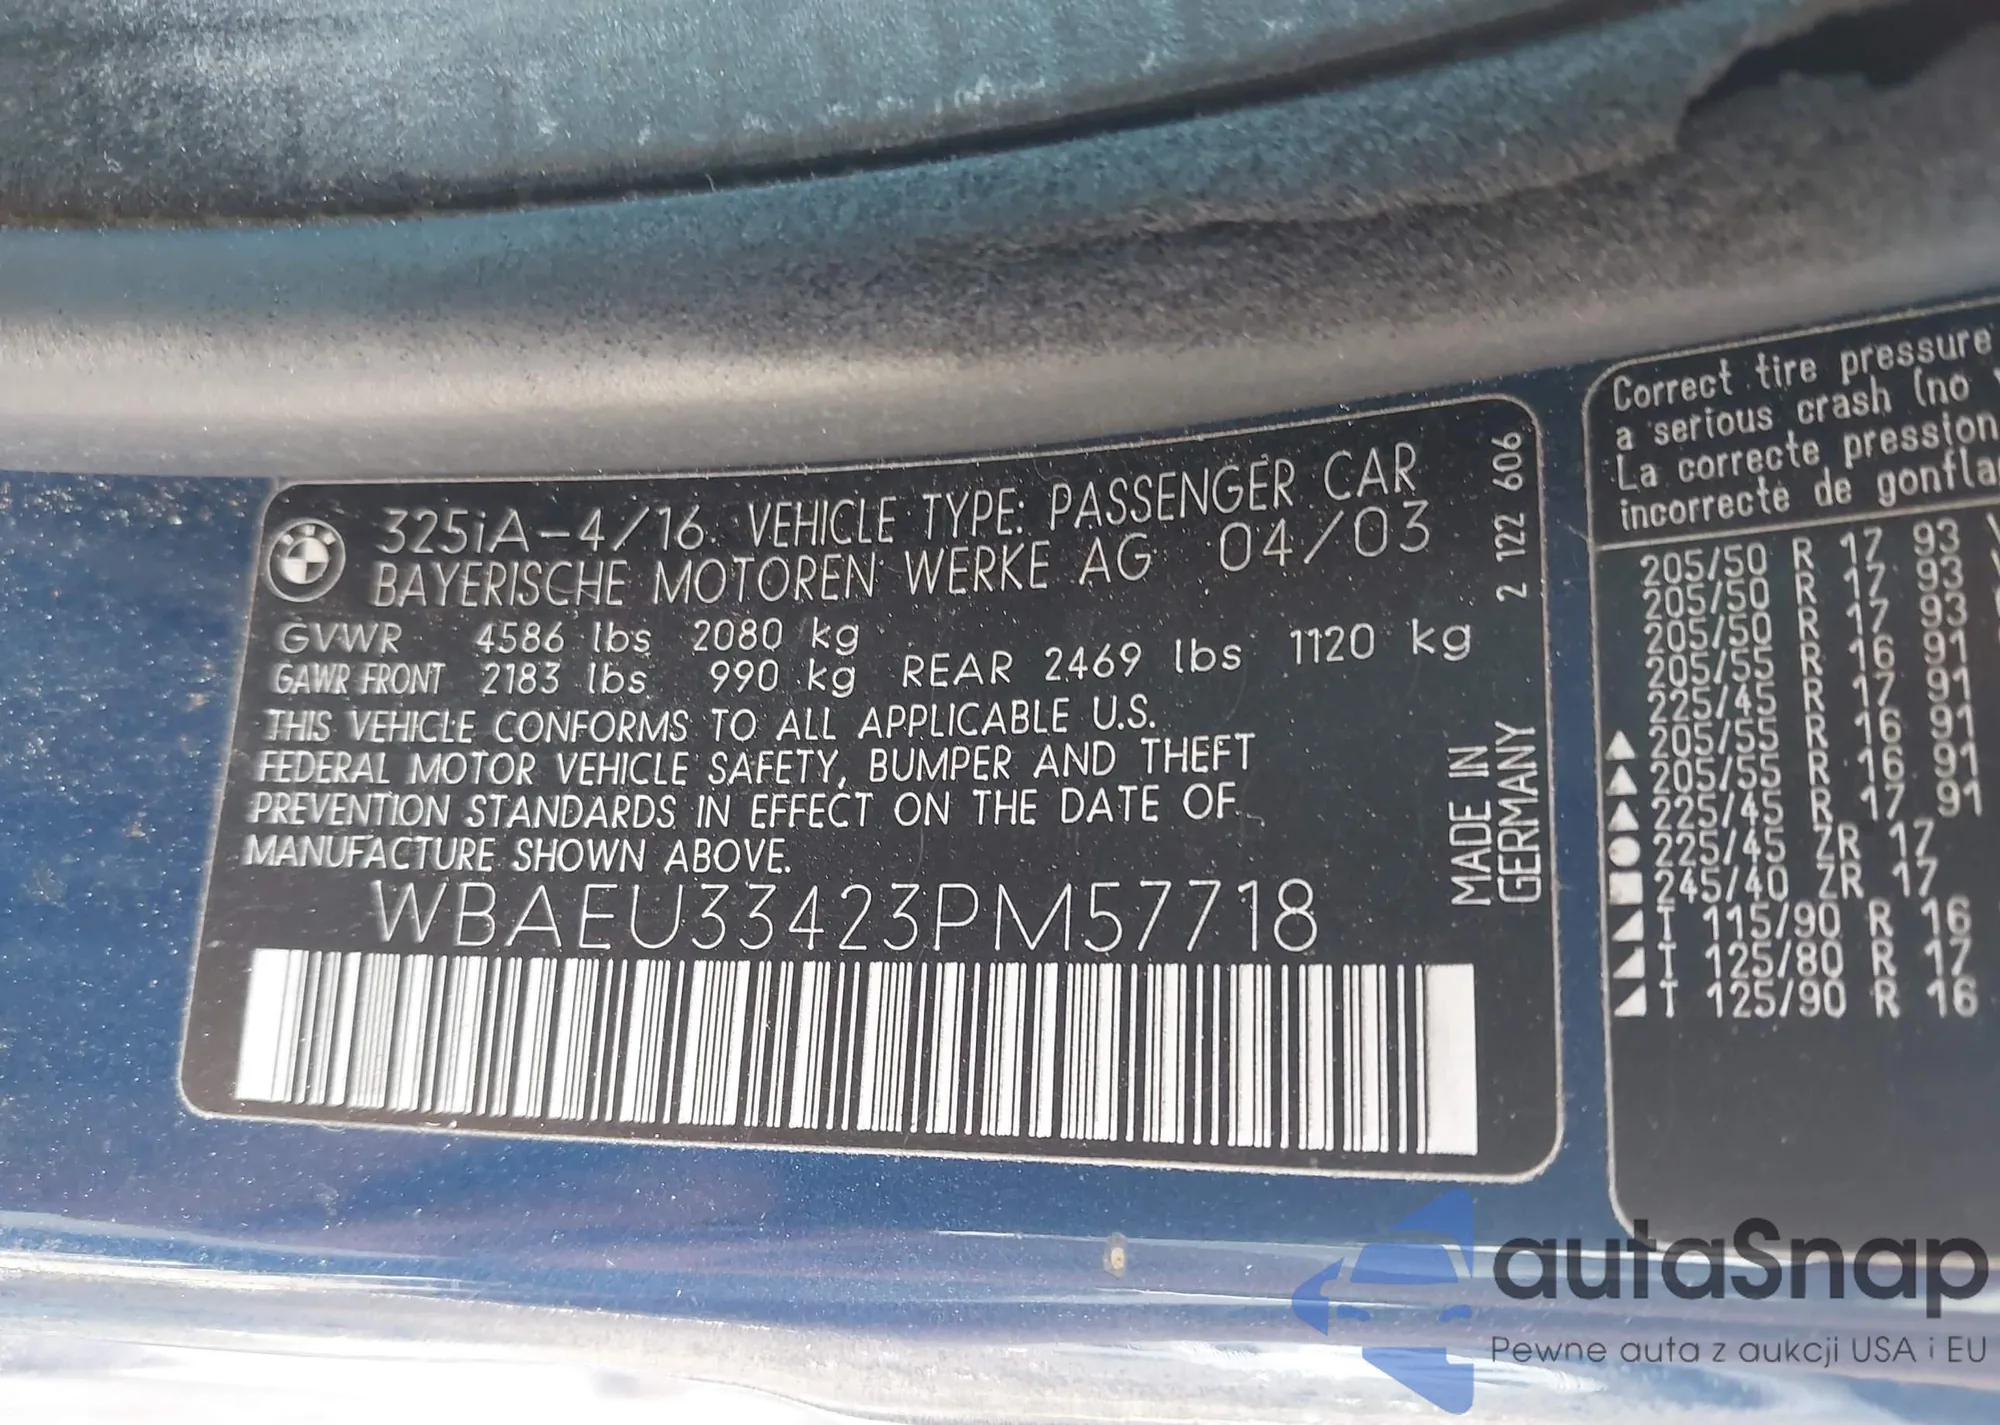 325iA-4/16 VEHICLE TYPE: PASSENGER CAR
BAYERISCHE MOTOREN WERKE AG 04/03
GVWR 4586 lbs 2080 kg
GAWR FRONT 2183 lbs 990 kg REAR 2469 lbs 1120 kg
THIS VEHICLE CONFORMS TO ALL APPLICABLE U.S.
FEDERAL MOTOR VEHICLE SAFETY, BUMPER AND THEFT
PREVENTION STANDARDS IN EFFECT ON THE DATE OF
MANUFACTURE SHOWN ABOVE.
WBAEU33423PM57718
2 122 606
MADE IN
GERMANY
Correct tire pressure
a serious crash (no
La correcte pression
incorrecte de
205/50 R 17 93
205/50 R 17 93
205/50 R 17 93
205/55 R 16 91
225/45 R 17 91
205/55 R 16 91
205/55 R 16 91
225/45 R 17 91
225/45 ZR 17
245/40 ZR 17
T 115/90 R 16
T 125/80 R 17
T 125/90 R 16
autaSnap
Pewne auta z aukcji USA i EU